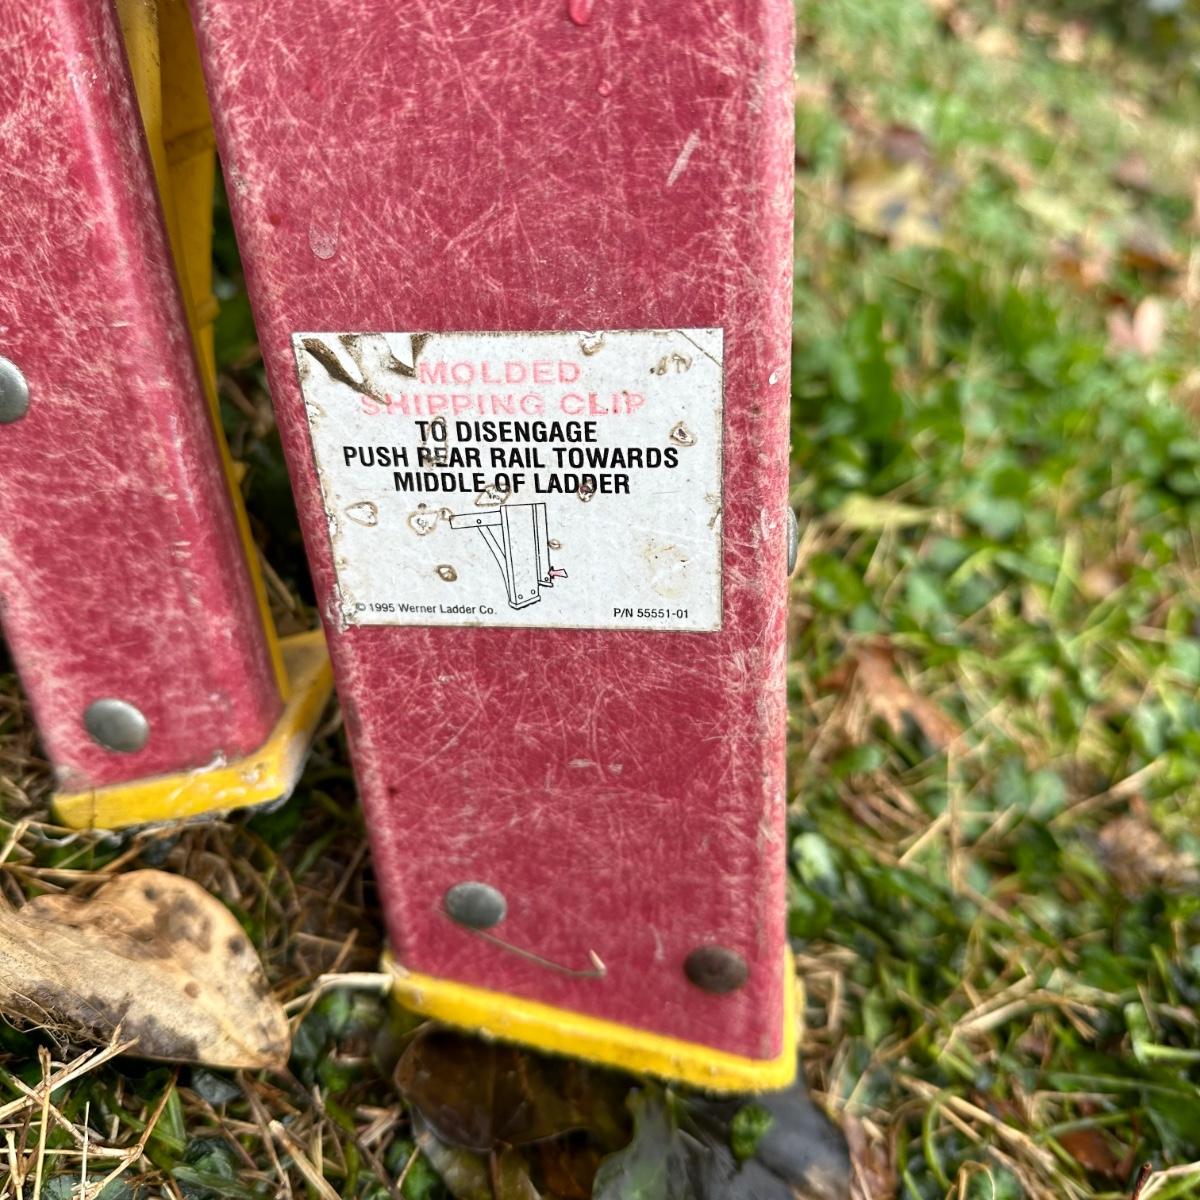 MOLDED
SHIPPING CLIP
TO DISENGAGE
PUSH REAR RAIL TOWARDS
MIDDLE OF LADDER
© 1995 Werner Ladder Co.
P/N 55551-01